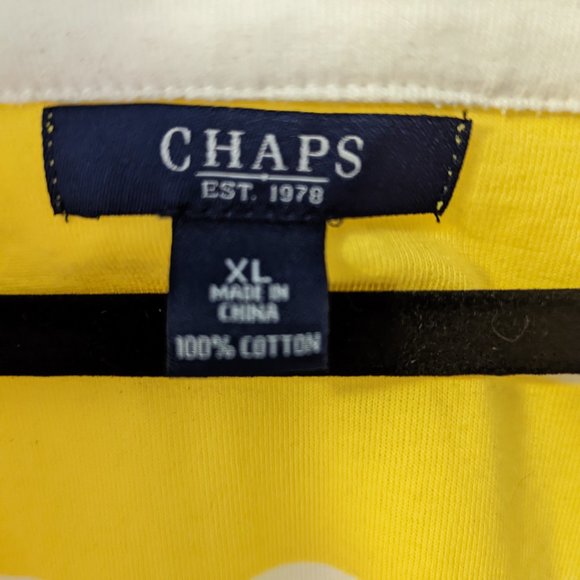 CHAPS
EST. 1978
XL
MADE IN
CHINA
100% COTTON